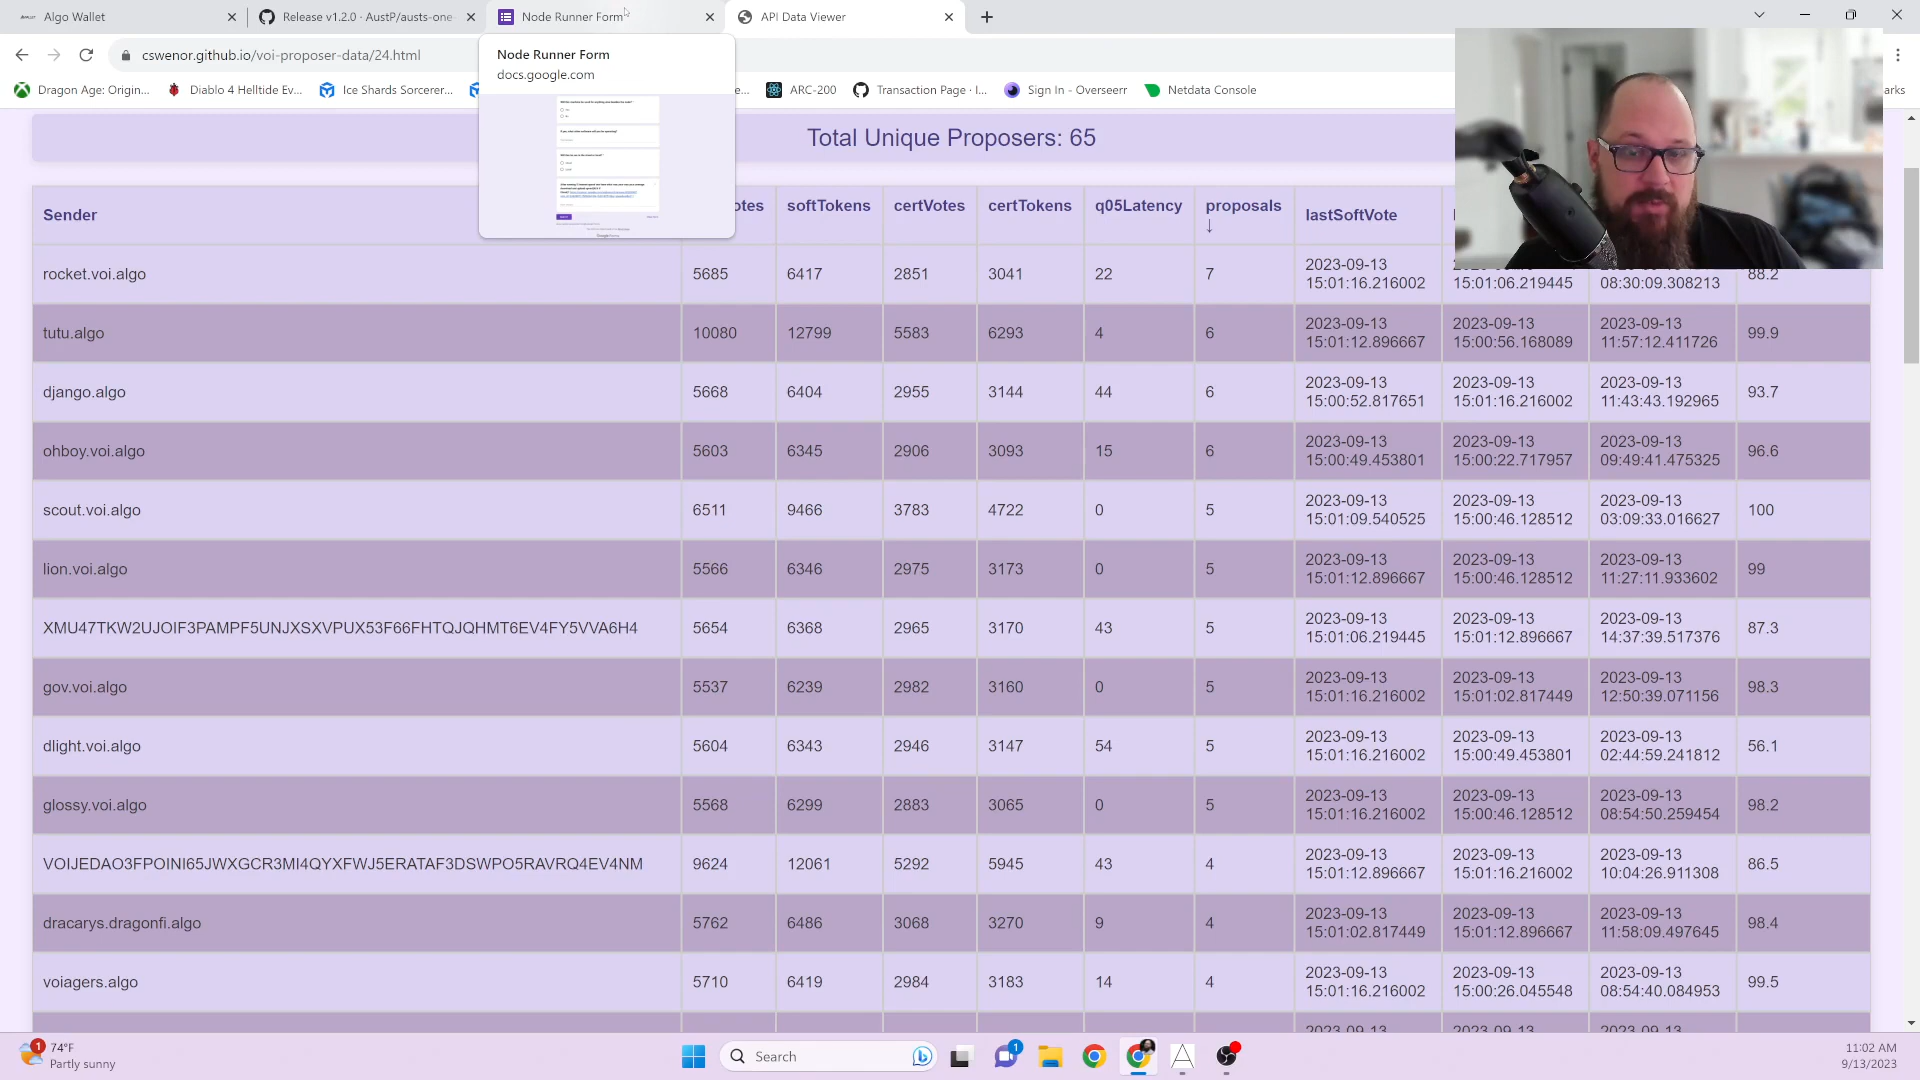 Algo Wallet
Release v1.2.0 · AustP/austs-one-
Node Runner Form
API Data Viewer
cswenor.github.io/voi-proposer-data/24.html
Node Runner Form
docs.google.com
Dragon Age: Origin...
Diablo 4 Helltide Ev...
Ice Shards Sorcerer...
ARC-200
Transaction Page · I...
Sign In - Overseerr
Netdata Cloud
Total Unique Proposers: 65
Sender softTokens certVotes certTokens q05Latency proposals ↓ lastSoftVote
rocket.voi.algo 5685 6417 2851 3041 22 7 2023-09-13 15:01:16.216002 15:01:06.219445 08:30:09.308213 88.2
tutu.algo 10080 12799 5583 6293 4 6 2023-09-13 15:01:12.896667 2023-09-13 15:00:56.168089 2023-09-13 11:57:12.411726 99.9
django.algo 5668 6404 2955 3144 44 6 2023-09-13 15:00:52.817651 2023-09-13 15:01:16.216002 2023-09-13 11:43:43.192965 93.7
ohboy.voi.algo 5603 6345 2906 3093 15 6 2023-09-13 15:00:49.453801 2023-09-13 15:00:22.717957 2023-09-13 09:49:41.475325 96.6
scout.voi.algo 6511 9466 3783 4722 0 5 2023-09-13 15:01:09.540525 2023-09-13 15:00:46.128512 2023-09-13 03:09:33.016627 100
lion.voi.algo 5566 6346 2975 3173 0 5 2023-09-13 15:01:12.896667 2023-09-13 15:00:46.128512 2023-09-13 11:27:11.933602 99
XMU47TKW2UJOIF3PAMPF5UNJXSXVPUX53F66FHTQJQHMT6EV4FY5VVA6H4 5654 6368 2965 3170 43 5 2023-09-13 15:01:06.219445 2023-09-13 15:01:12.896667 2023-09-13 14:37:39.517376 87.3
gov.voi.algo 5537 6239 2982 3160 0 5 2023-09-13 15:01:16.216002 2023-09-13 15:01:02.817449 2023-09-13 12:50:39.071156 98.3
dlight.voi.algo 5604 6343 2946 3147 54 5 2023-09-13 15:01:16.216002 2023-09-13 15:00:49.453801 2023-09-13 02:44:59.241812 56.1
glossy.voi.algo 5568 6299 2883 3065 0 5 2023-09-13 15:01:16.216002 2023-09-13 15:00:46.128512 2023-09-13 08:54:50.259454 98.2
VOIJEDAO3FPOINI65JWXGCR3MI4QYXFWJ5ERATAF3DSWPO5RAVRQ4EV4NM 9624 12061 5292 5945 43 4 2023-09-13 15:01:12.896667 2023-09-13 15:01:16.216002 2023-09-13 10:04:26.911308 86.5
dracarys.dragonfi.algo 5762 6486 3068 3270 9 4 2023-09-13 15:01:02.817449 2023-09-13 15:01:12.896667 2023-09-13 11:58:09.497645 98.4
voiagers.algo 5710 6419 2984 3183 14 4 2023-09-13 15:01:16.216002 2023-09-13 15:00:26.045548 2023-09-13 08:54:40.084953 99.5
2023-09-13 2023-09-13 2023-09-13
1
74°F
Partly sunny
Search
1
11:02 AM
9/13/2023